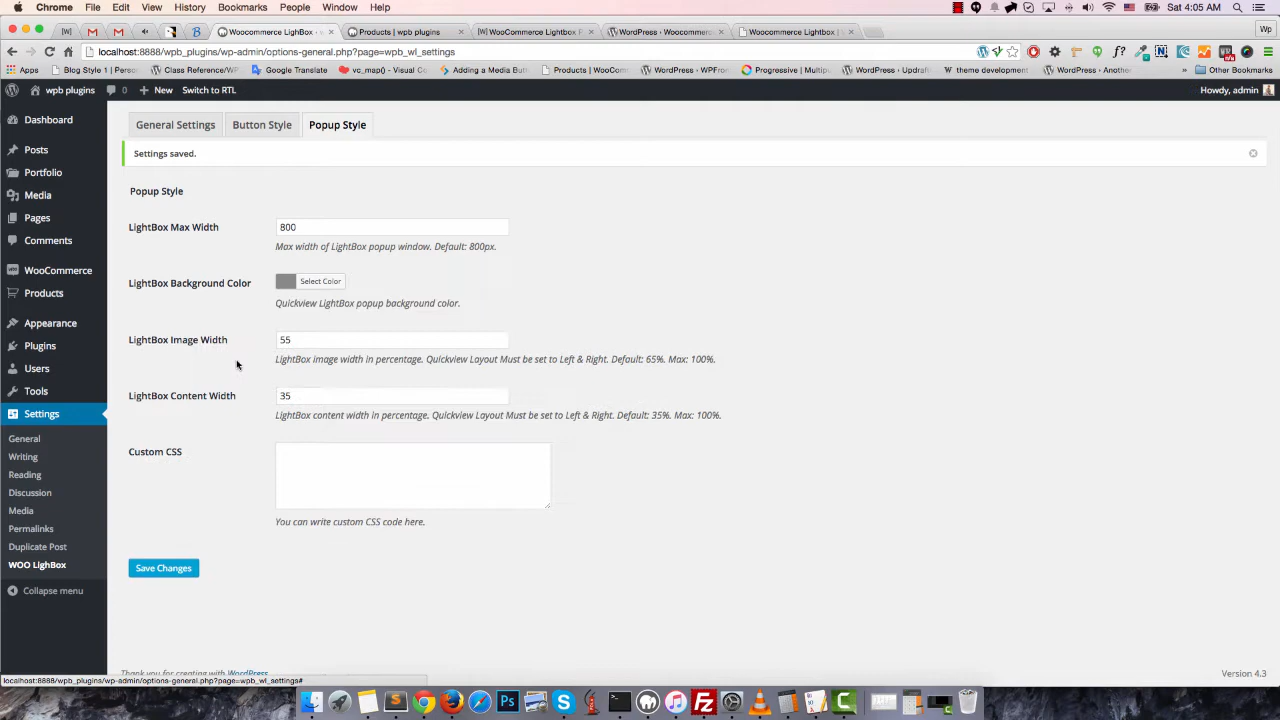 Chrome File Edit View History Bookmarks People Window Help Sat 4:05 AM
Woocommerce LighBox - Products | wpb plugins WooCommerce Lightbox P WordPress › Woocommerce Woocommerce Lightbox | Wp
localhost:8888/wpb_plugins/wp-admin/options-general.php?page=wpb_wl_settings
Apps Blog Style 1 | Person Class Reference/WP Google Translate vc_map() - Visual Com Adding a Media Butt Products | WooComm WordPress › WPFront Progressive | Multipu WordPress › Updraft theme development WordPress › Another » Other Bookmarks
wpb plugins 0 New Switch to RTL Howdy, admin
Dashboard
Posts
Portfolio
Media
Pages
Comments
WooCommerce
Products
Appearance
Plugins
Users
Tools
Settings
General
Writing
Reading
Discussion
Media
Permalinks
Duplicate Post
WOO LighBox
Collapse menu
General Settings Button Style Popup Style
Settings saved.
Popup Style
LightBox Max Width 800
Max width of LightBox popup window. Default: 800px.
LightBox Background Color Select Color
Quickview LightBox popup background color.
LightBox Image Width 55
LightBox image width in percentage. Quickview Layout Must be set to Left & Right. Default: 65%. Max: 100%.
LightBox Content Width 35
LightBox content width in percentage. Quickview Layout Must be set to Left & Right. Default: 35%. Max: 100%.
Custom CSS
You can write custom CSS code here.
Save Changes
Thank you for creating with WordPress Version 4.3
localhost:8888/wpb_plugins/wp-admin/options-general.php?page=wpb_wl_settings#